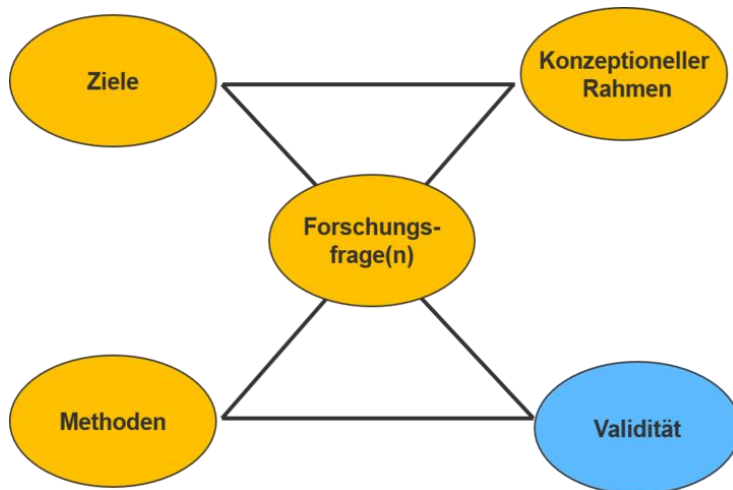 Ziele
Konzeptioneller
Rahmen
Forschungs-
frage(n)
Methoden
Validität